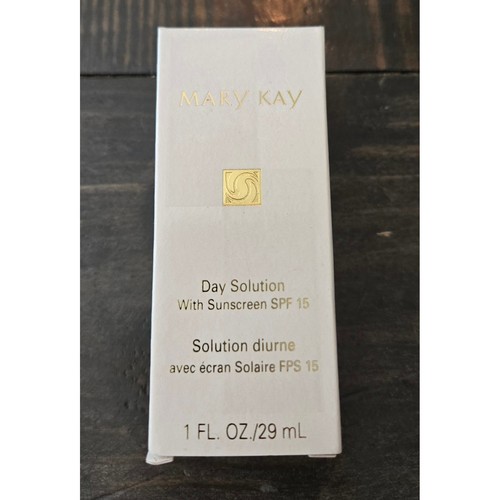 MARY KAY
Day Solution
With Sunscreen SPF 15
Solution diurne
avec écran Solaire FPS 15
1 FL. OZ./29 mL